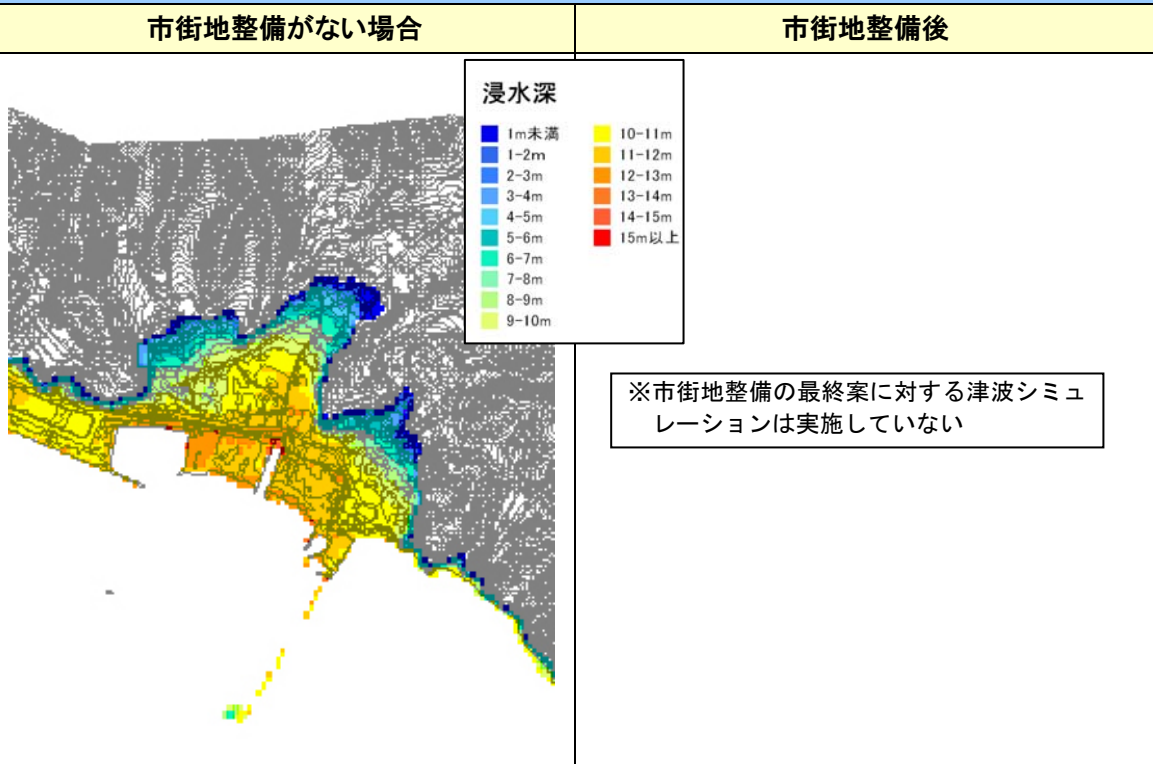 市街地整備がない場合
市街地整備後
浸水深
1m未満
1-2m
2-3m
3-4m
4-5m
5-6m
6-7m
7-8m
8-9m
9-10m
10-11m
11-12m
12-13m
13-14m
14-15m
15m以上
※市街地整備の最終案に対する津波シミュ
レーションは実施していない